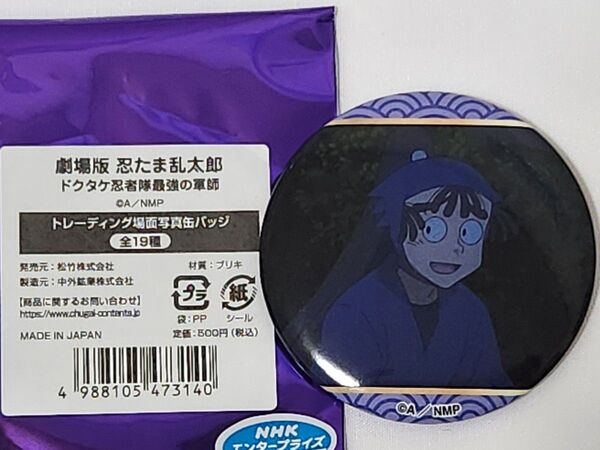 劇場版 忍たま乱太郎
ドクタケ忍者隊最強の軍師
©A／NMP
トレーディング場面写真缶バッジ
全19種
発売元：松竹株式会社
製造元：中外鉱業株式会社
【商品に関するお問い合わせ】
https://www.chugai-contents.jp
MADE IN JAPAN
材質：ブリキ
プラ
紙
袋：PP
シール
定価：500円（税込）
4 988105 473140
NHK
エンタープライズ
©A／NMP